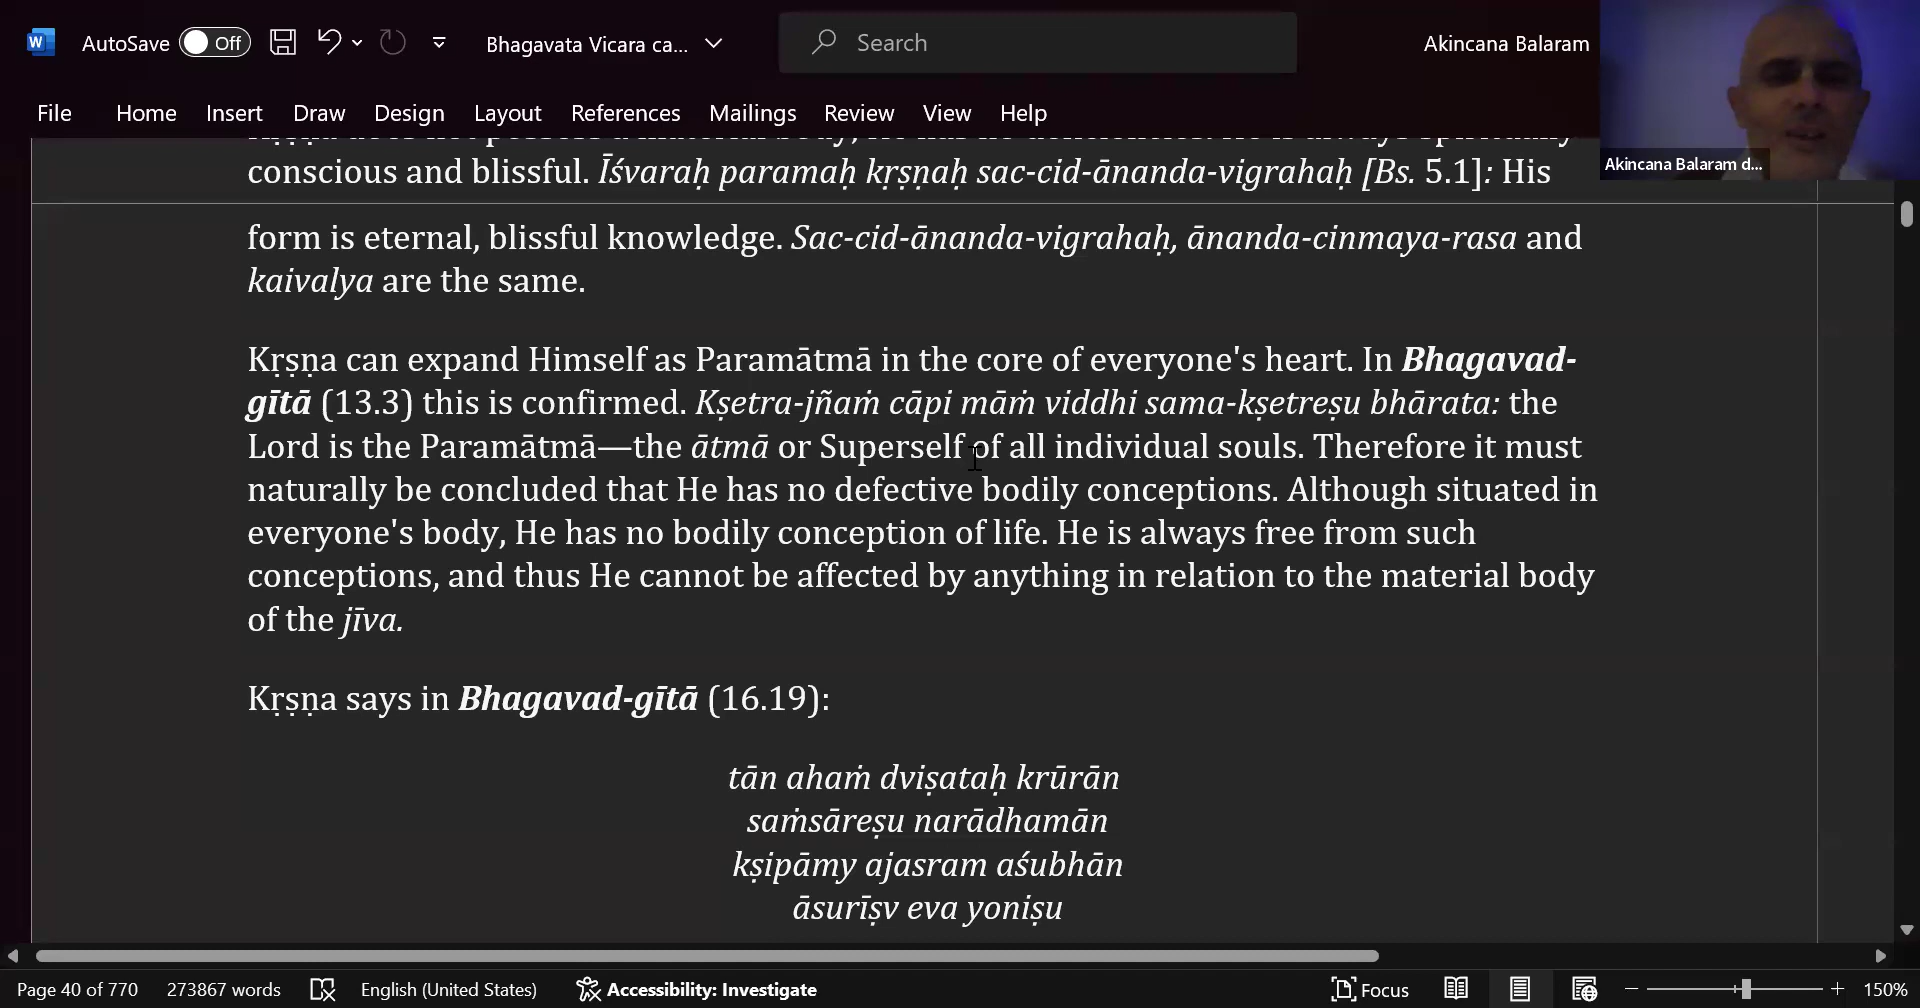 AutoSave Off Bhagavata Vicara ca... Search Akincana Balaram
File Home Insert Draw Design Layout References Mailings Review View Help
Akincana Balaram d...
conscious and blissful. Īśvaraḥ paramaḥ kṛṣṇaḥ sac-cid-ānanda-vigrahaḥ [Bs. 5.1]: His
form is eternal, blissful knowledge. Sac-cid-ānanda-vigrahaḥ, ānanda-cinmaya-rasa and
kaivalya are the same.
Kṛṣṇa can expand Himself as Paramātmā in the core of everyone's heart. In Bhagavad-
gītā (13.3) this is confirmed. Kṣetra-jñaṁ cāpi māṁ viddhi sama-kṣetreṣu bhārata: the
Lord is the Paramātmā—the ātmā or Superself of all individual souls. Therefore it must
naturally be concluded that He has no defective bodily conceptions. Although situated in
everyone's body, He has no bodily conception of life. He is always free from such
conceptions, and thus He cannot be affected by anything in relation to the material body
of the jīva.
Kṛṣṇa says in Bhagavad-gītā (16.19):
tān ahaṁ dviṣataḥ krūrān
saṁsāreṣu narādhamān
kṣipāmy ajasram aśubhān
āsurīṣv eva yoniṣu
Page 40 of 770 273867 words English (United States) Accessibility: Investigate Focus 150%